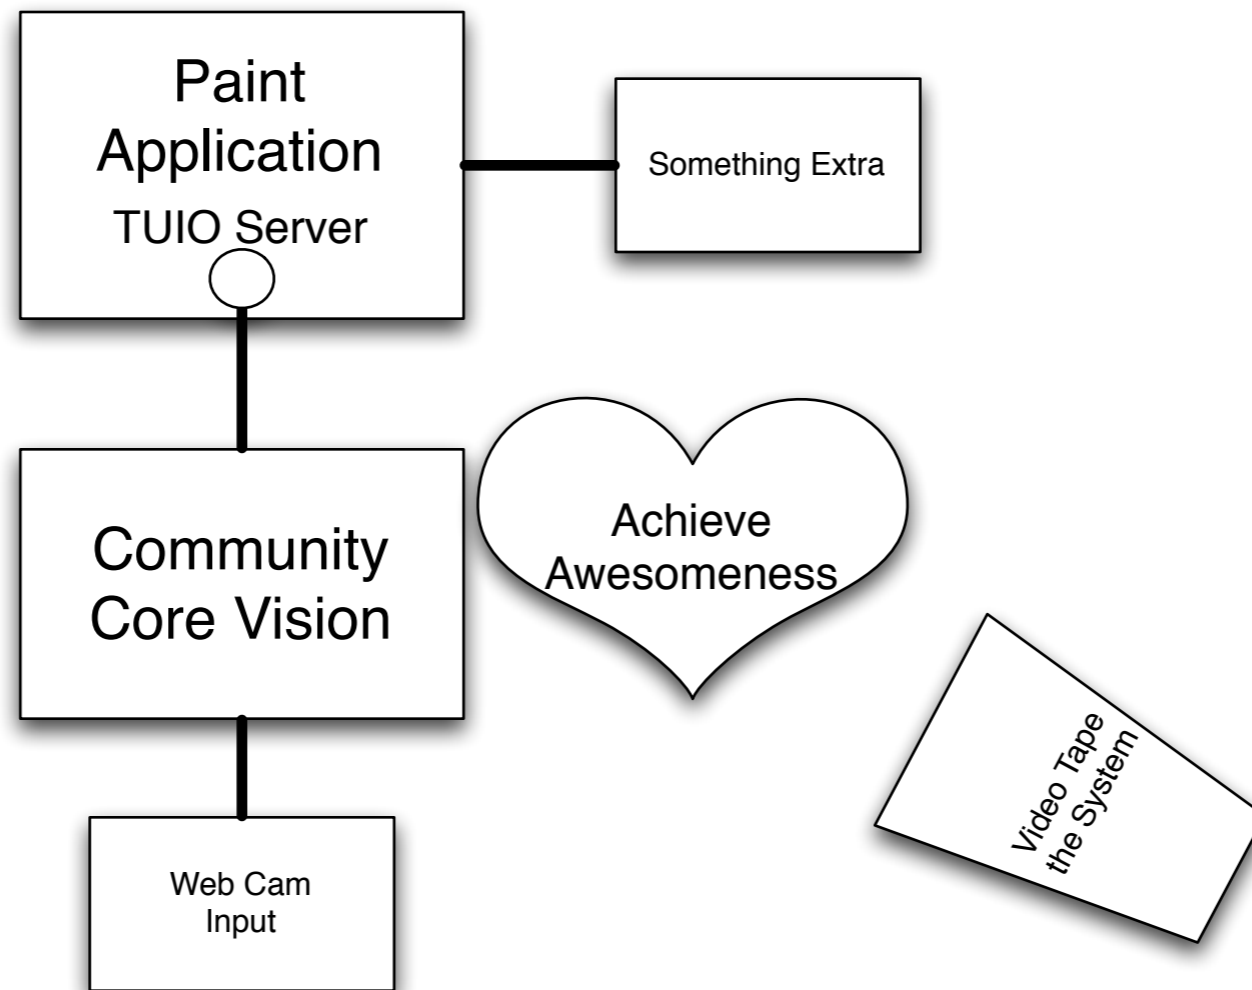 Paint
Application
TUIO Server
Something Extra
Community
Core Vision
Achieve
Awesomeness
Video Tape
the System
Web Cam
Input